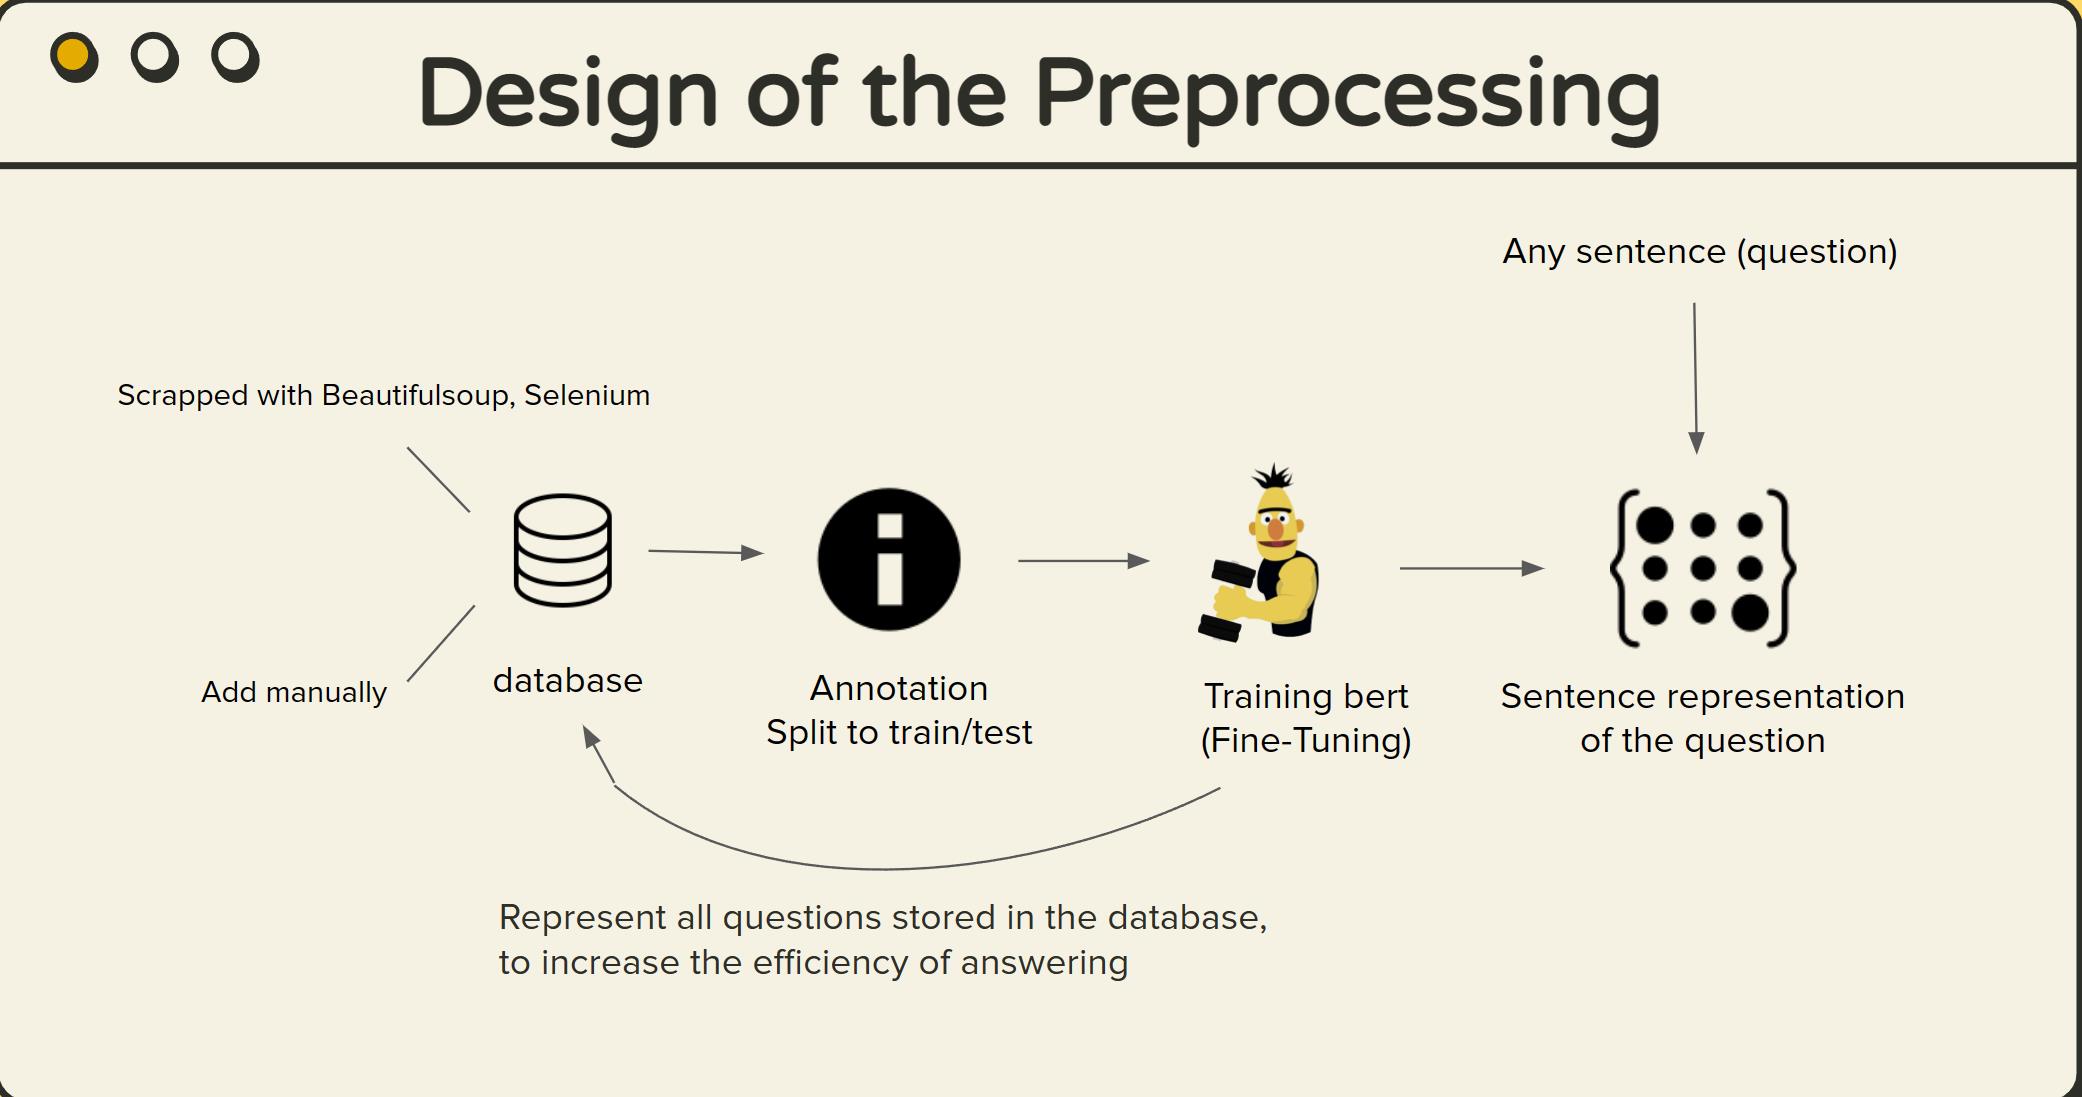 Design of the Preprocessing
Any sentence (question)
Scrapped with Beautifulsoup, Selenium
Add manually
database
Annotation
Split to train/test
Training bert
(Fine-Tuning)
Sentence representation
of the question
Represent all questions stored in the database,
to increase the efficiency of answering